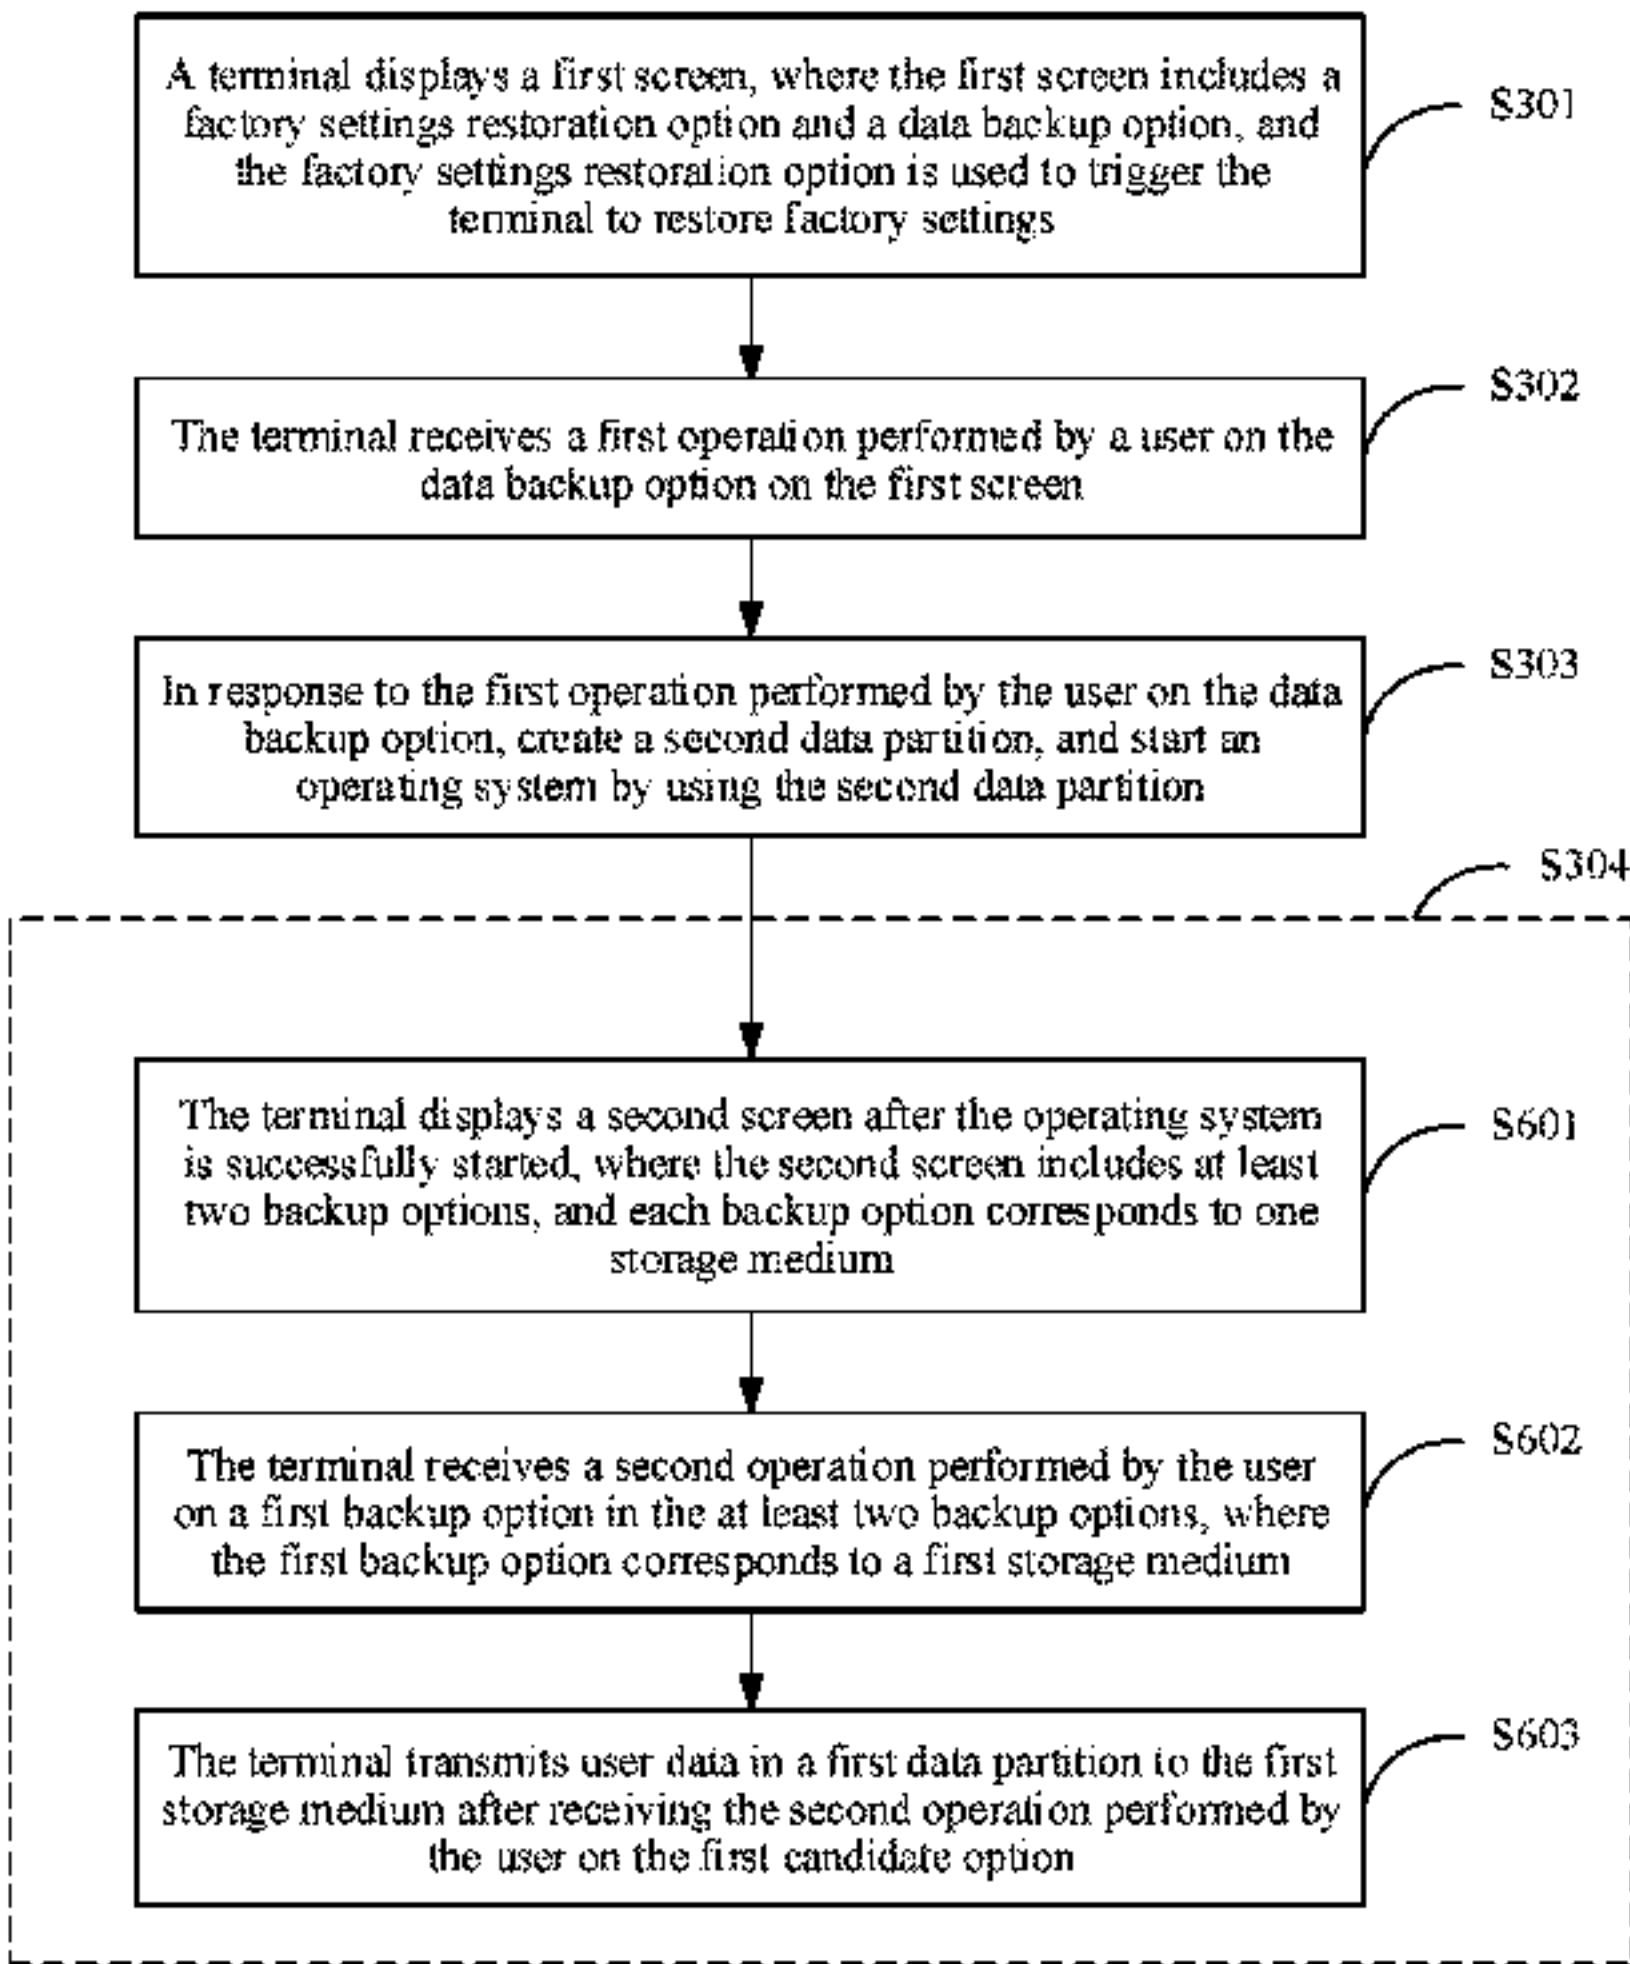 A terminal displays a first screen, where the first screen includes a
factory settings restoration option and a data backup option, and
the factory settings restoration option is used to trigger the
terminal to restore factory settings
S301
The terminal receives a first operation performed by a user on the
data backup option on the first screen
S302
In response to the first operation performed by the user on the data
backup option, create a second data partition, and start an
operating system by using the second data partition
S303
S304
The terminal displays a second screen after the operating system
is successfully started, where the second screen includes at least
two backup options, and each backup option corresponds to one
storage medium
S601
The terminal receives a second operation performed by the user
on a first backup option in the at least two backup options, where
the first backup option corresponds to a first storage medium
S602
The terminal transmits user data in a first data partition to the first
storage medium after receiving the second operation performed by
the user on the first candidate option
S603